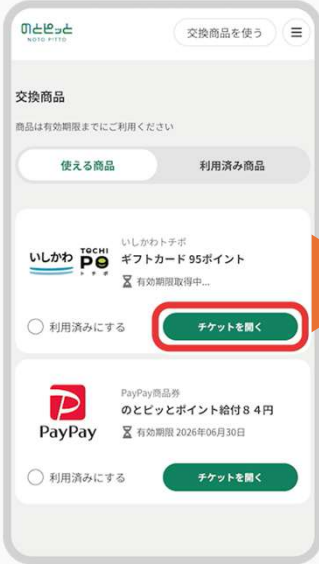 のとピっと
NOTO PITTO
交換商品を使う
交換商品
商品は有効期限までにご利用ください
使える商品
利用済み商品
いしかわ TOCHI PO トチポ
いしかわトチポ
ギフトカード 95ポイント
有効期限取得中...
利用済みにする
チケットを開く
PayPay
PayPay商品券
のとピッとポイント給付８４円
有効期限 2026年06月30日
利用済みにする
チケットを開く